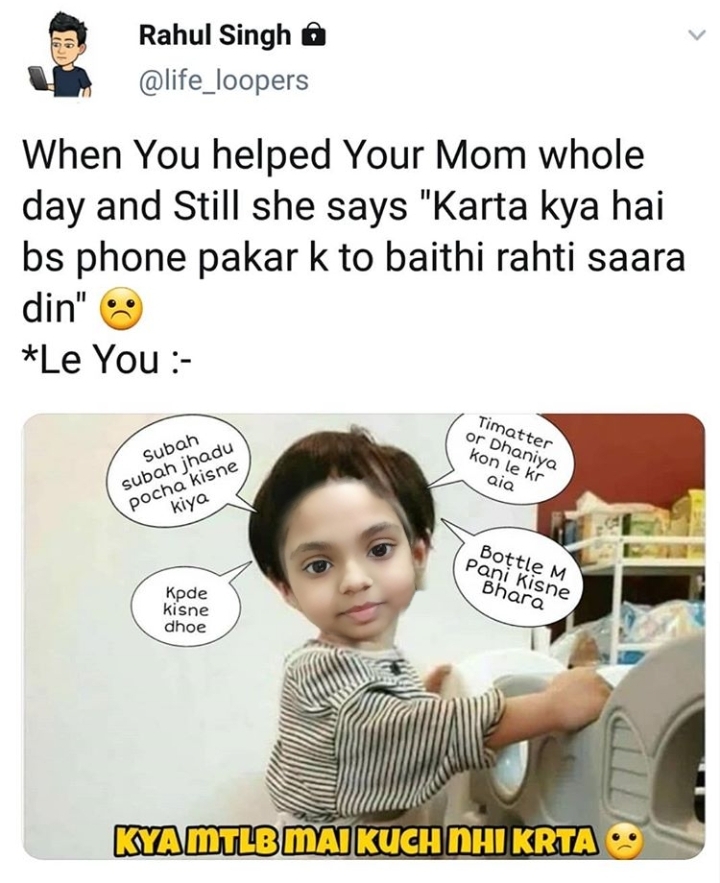 Rahul Singh
@life_loopers
When You helped Your Mom whole
day and Still she says "Karta kya hai
bs phone pakar k to baithi rahti saara
din" 🙁
*Le You :-
Subah
subah jhadu
pocha kisne
kiya
Timatter
or Dhaniya
kon le kr
aia
Kpde
kisne
dhoe
Bottle M
Pani Kisne
Bhara
KYA MTLB MAI KUCH NHI KRTA 🙁